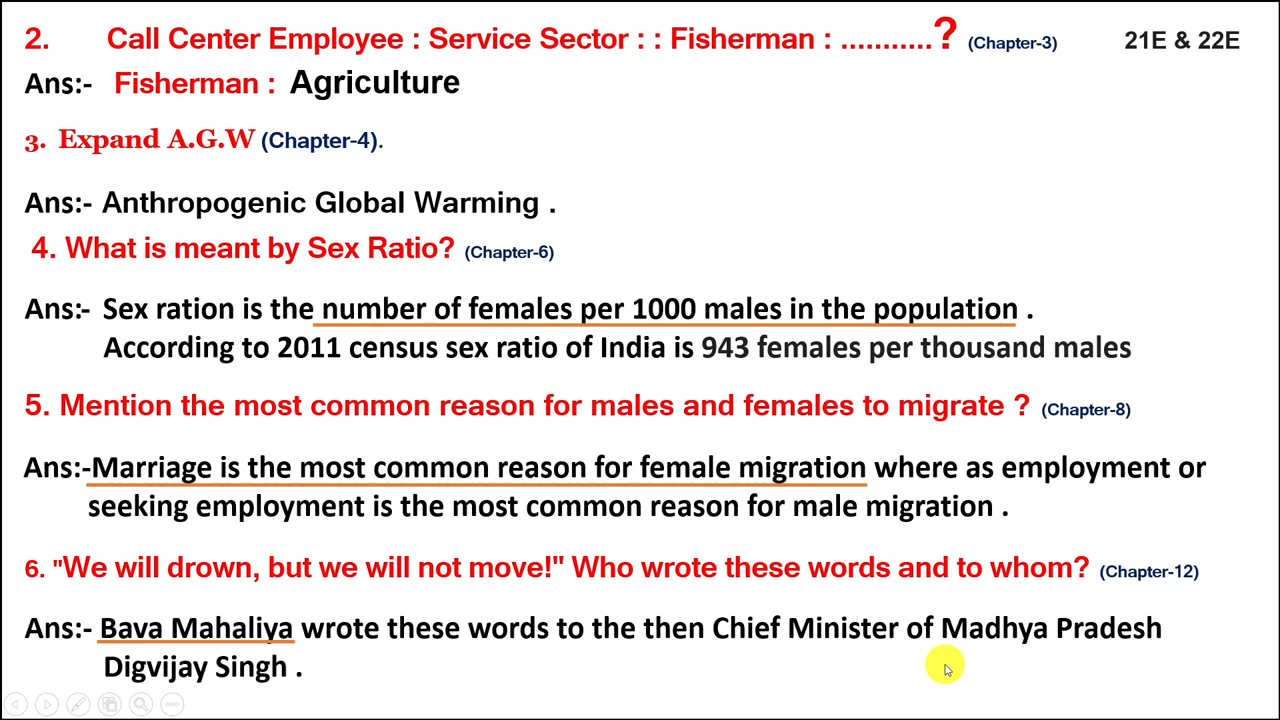 2. Call Center Employee : Service Sector : : Fisherman : ...........? (Chapter-3) 21E & 22E
Ans:- Fisherman : Agriculture
3. Expand A.G.W (Chapter-4).
Ans:- Anthropogenic Global Warming .
4. What is meant by Sex Ratio? (Chapter-6)
Ans:- Sex ration is the number of females per 1000 males in the population .
According to 2011 census sex ratio of India is 943 females per thousand males
5. Mention the most common reason for males and females to migrate ? (Chapter-8)
Ans:-Marriage is the most common reason for female migration where as employment or
seeking employment is the most common reason for male migration .
6. "We will drown, but we will not move!" Who wrote these words and to whom? (Chapter-12)
Ans:- Bava Mahaliya wrote these words to the then Chief Minister of Madhya Pradesh
Digvijay Singh .